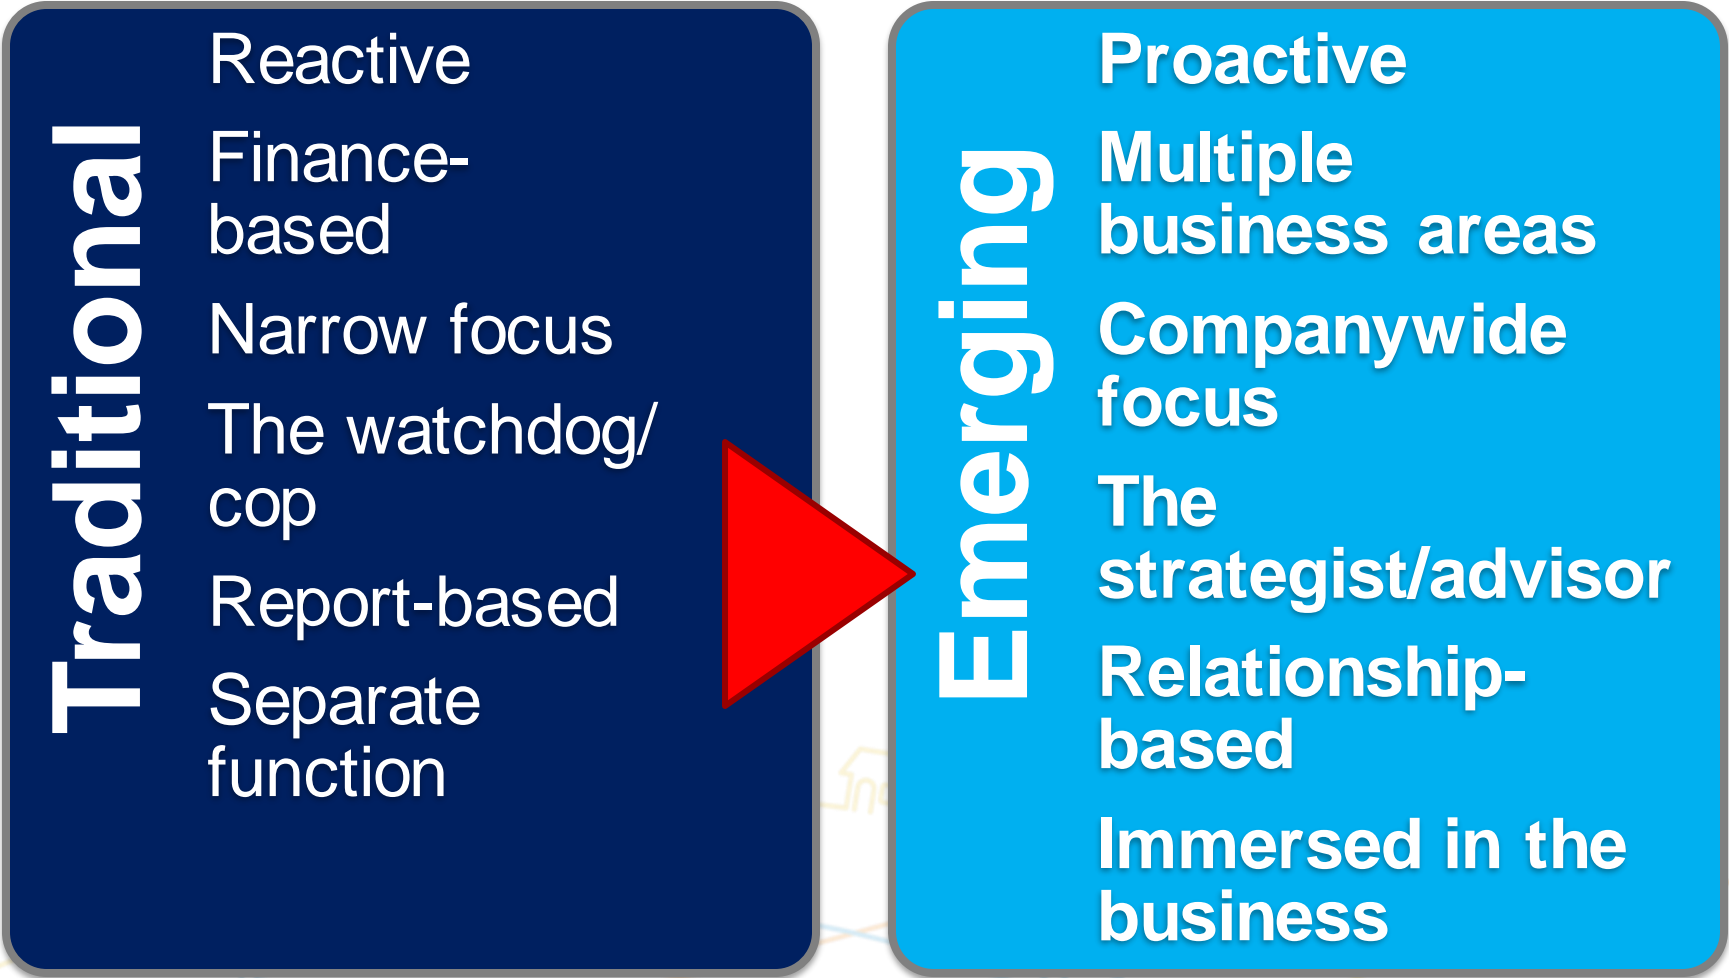 Traditional
Reactive
Finance-
based
Narrow focus
The watchdog/
cop
Report-based
Separate
function
Emerging
Proactive
Multiple
business areas
Companywide
focus
The
strategist/advisor
Relationship-
based
Immersed in the
business